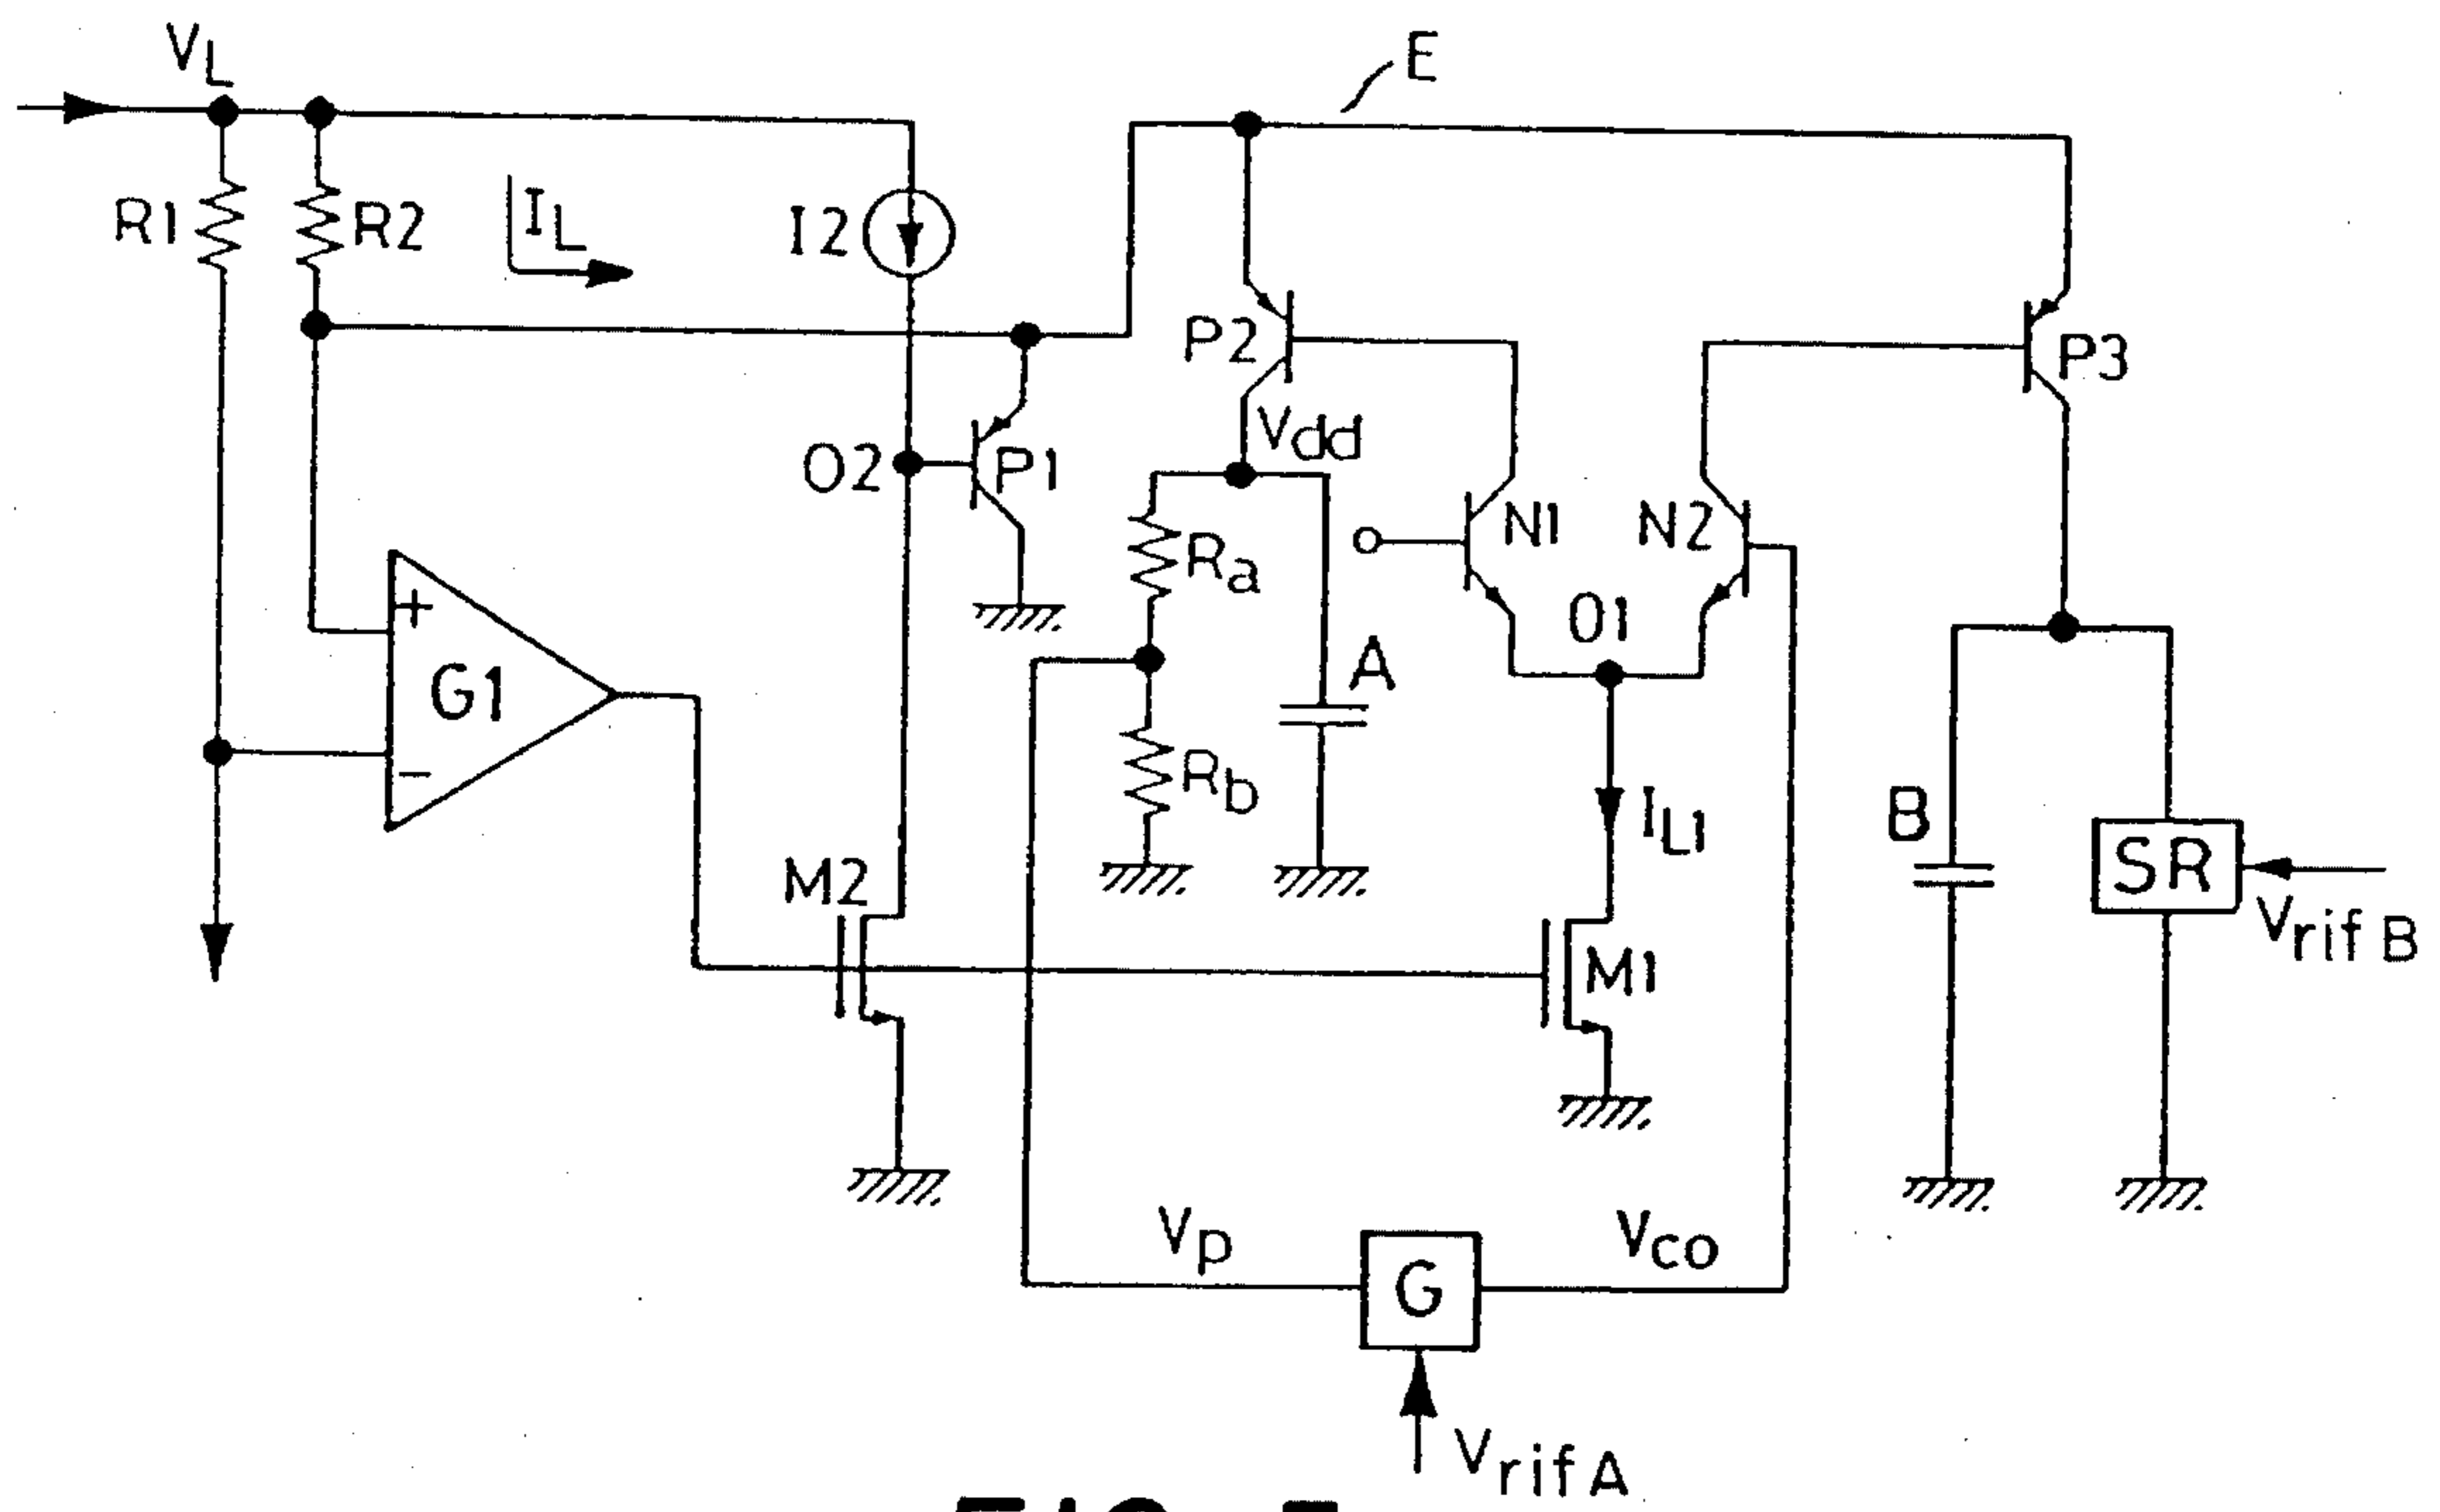 VL
E
R1
R2
IL
I2
P2
P3
Vdd
O2
P1
Ra
N1
N2
O1
+
G1
-
A
Rb
IL1
B
SR
VrifB
M2
M1
Vp
G
Vco
VrifA